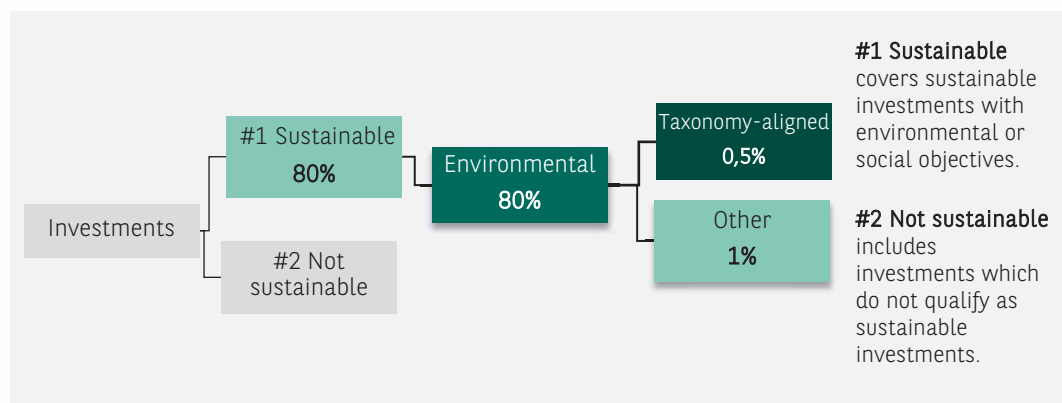 Investments
#1 Sustainable
80%
#2 Not
sustainable
Environmental
80%
Taxonomy-aligned
0,5%
Other
1%
#1 Sustainable
covers sustainable
investments with
environmental or
social objectives.
#2 Not sustainable
includes
investments which
do not qualify as
sustainable
investments.